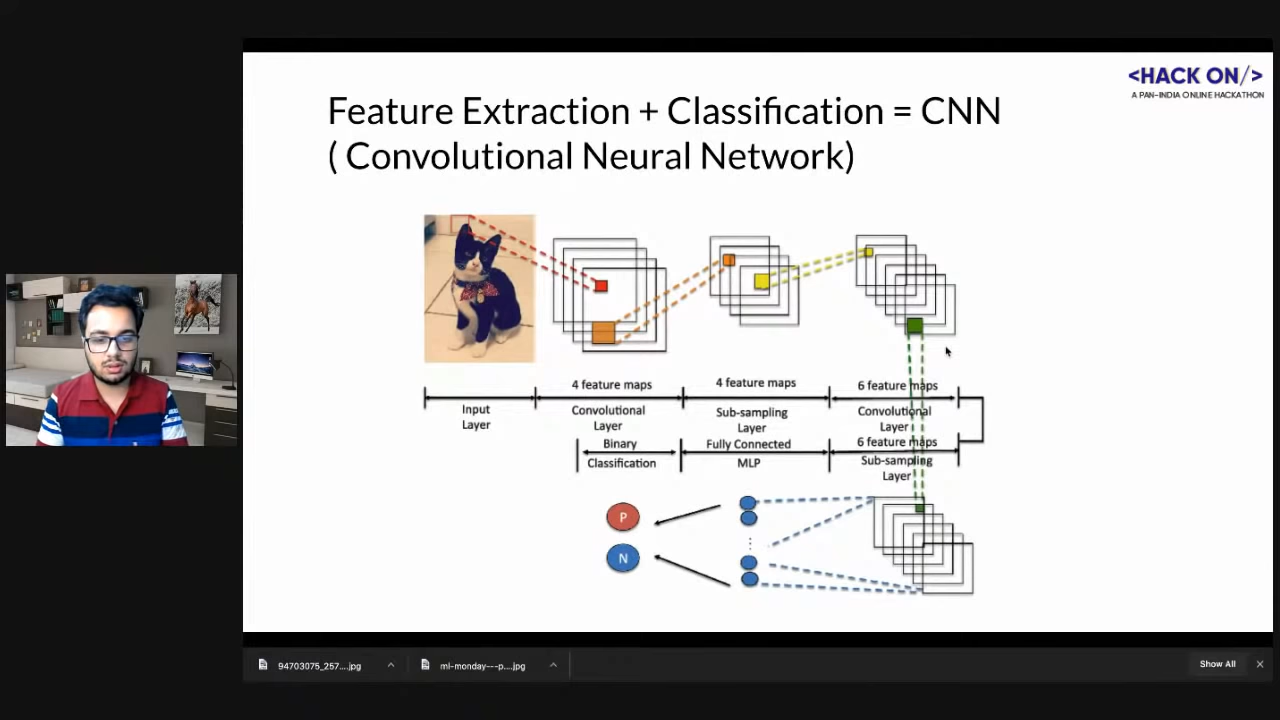 <HACK ON/>
A PAN-INDIA ONLINE HACKATHON
Feature Extraction + Classification = CNN
( Convolutional Neural Network)
4 feature maps
4 feature maps
6 feature maps
Input
Layer
Convolutional
Layer
Sub-sampling
Layer
Convolutional
Layer
Binary
Classification
Fully Connected
MLP
6 feature maps
Sub-sampling
Layer
P
N
94703075_257....jpg
ml-monday---p....jpg
Show All